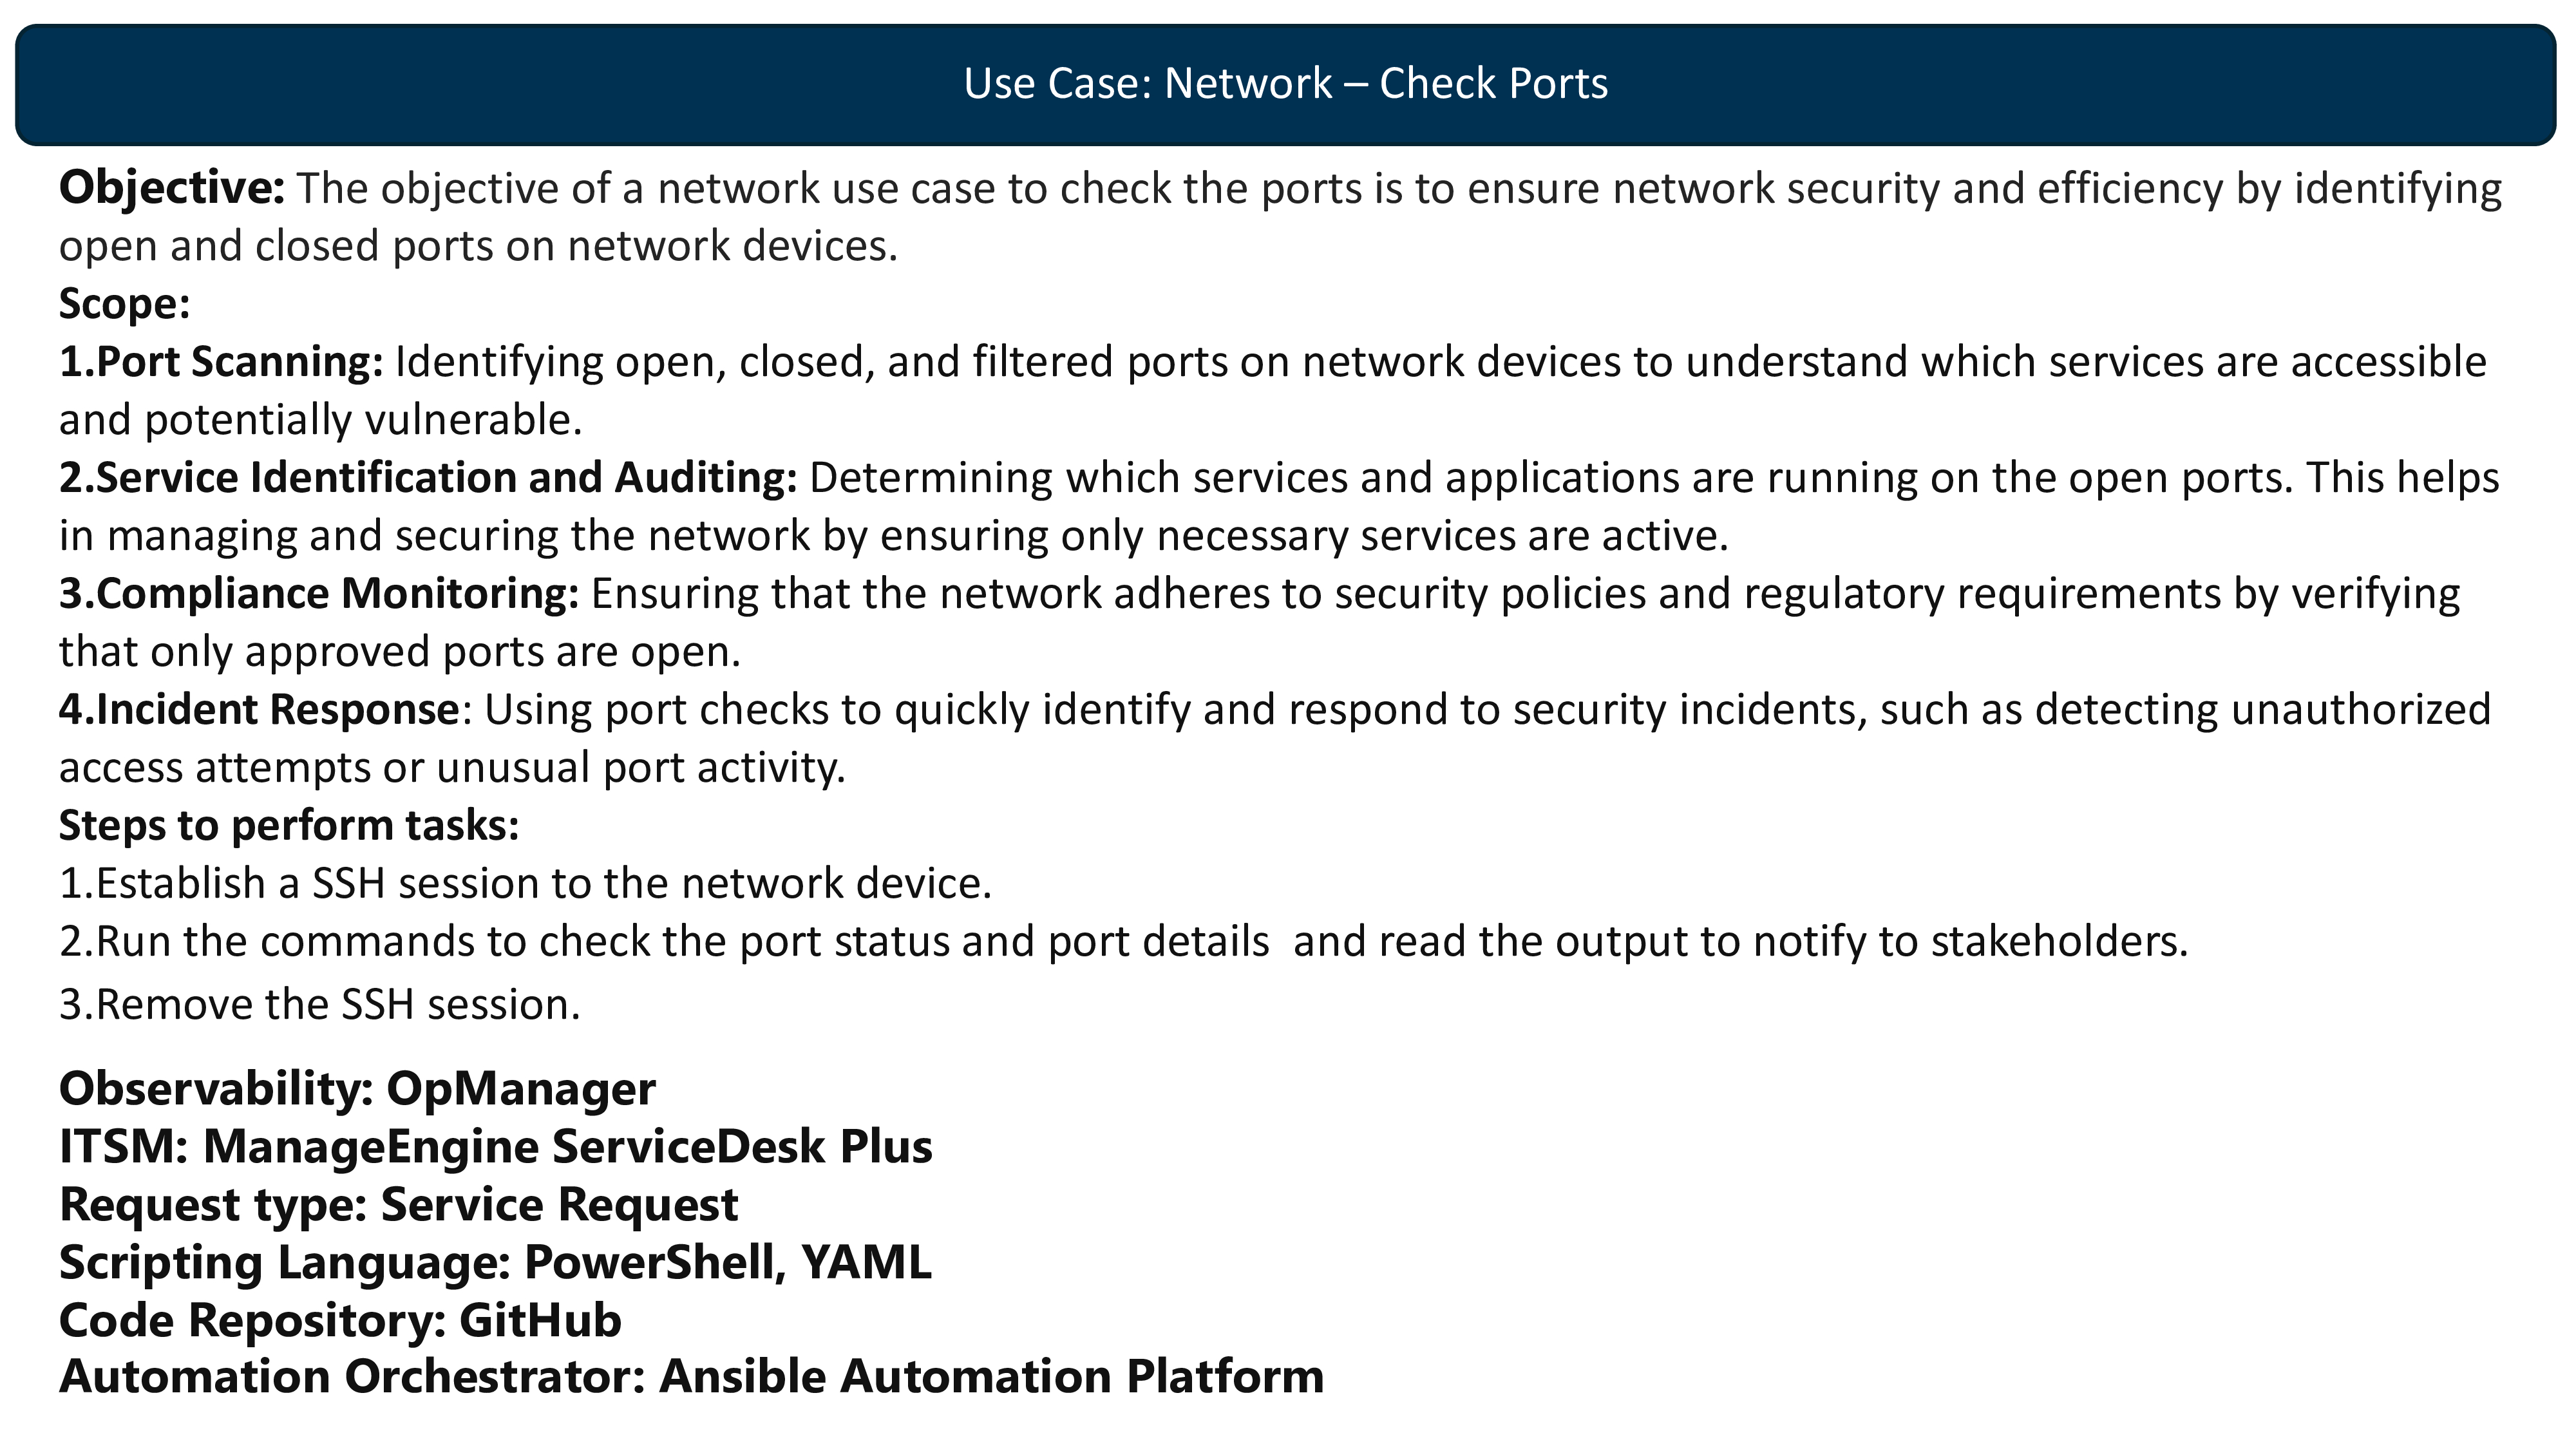 Use Case: Network – Check Ports
Objective: The objective of a network use case to check the ports is to ensure network security and efficiency by identifying
open and closed ports on network devices.
Scope:
1.Port Scanning: Identifying open, closed, and filtered ports on network devices to understand which services are accessible
and potentially vulnerable.
2.Service Identification and Auditing: Determining which services and applications are running on the open ports. This helps
in managing and securing the network by ensuring only necessary services are active.
3.Compliance Monitoring: Ensuring that the network adheres to security policies and regulatory requirements by verifying
that only approved ports are open.
4.Incident Response: Using port checks to quickly identify and respond to security incidents, such as detecting unauthorized
access attempts or unusual port activity.
Steps to perform tasks:
1.Establish a SSH session to the network device.
2.Run the commands to check the port status and port details  and read the output to notify to stakeholders.
3.Remove the SSH session.
Observability: OpManager
ITSM: ManageEngine ServiceDesk Plus
Request type: Service Request
Scripting Language: PowerShell, YAML
Code Repository: GitHub
Automation Orchestrator: Ansible Automation Platform